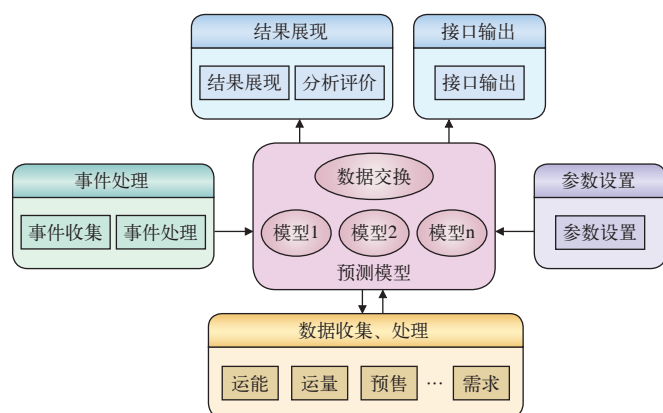 结果展现
结果展现 分析评价
接口输出
接口输出
事件处理
事件收集 事件处理
数据交换
模型1 模型2 模型n
预测模型
参数设置
参数设置
数据收集、处理
运能 运量 预售 … 需求